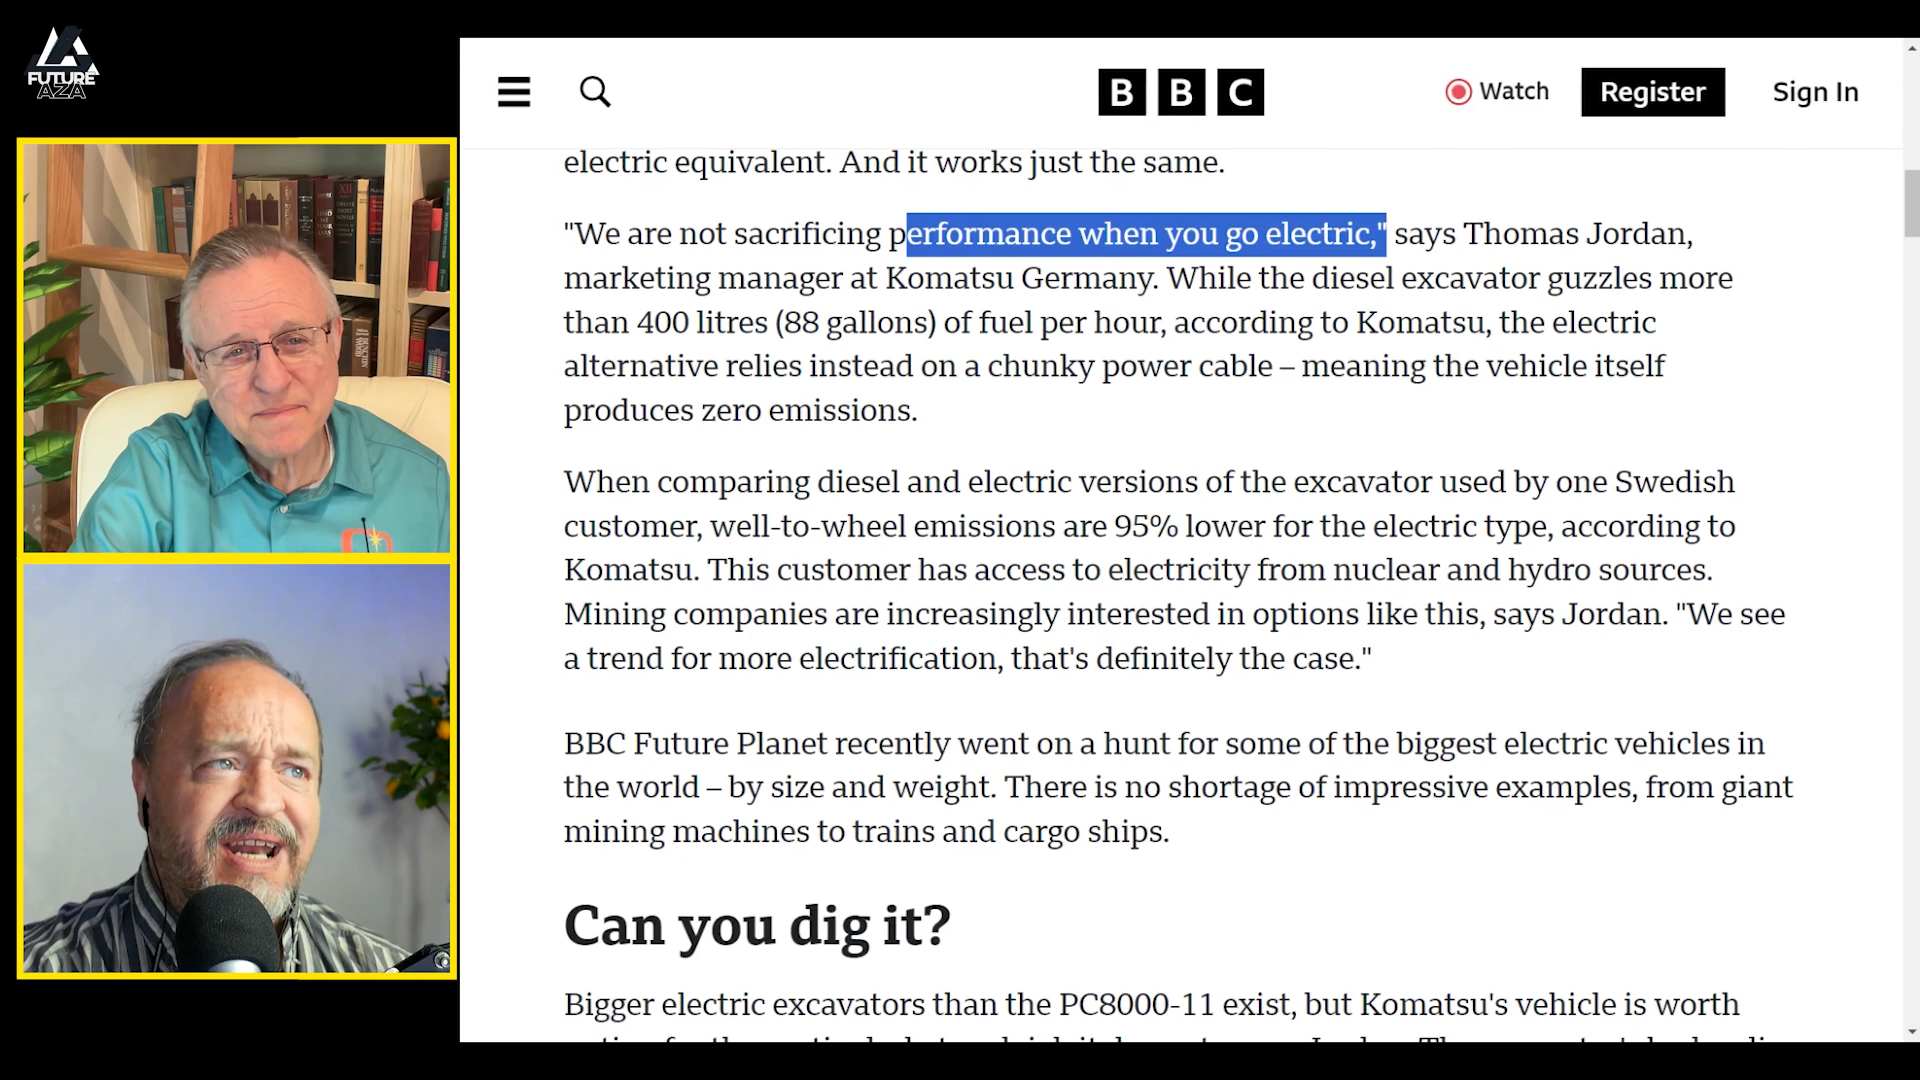 FUTURE
AZA
BBC
Watch
Register
Sign In
electric equivalent. And it works just the same.
"We are not sacrificing performance when you go electric," says Thomas Jordan,
marketing manager at Komatsu Germany. While the diesel excavator guzzles more
than 400 litres (88 gallons) of fuel per hour, according to Komatsu, the electric
alternative relies instead on a chunky power cable – meaning the vehicle itself
produces zero emissions.
When comparing diesel and electric versions of the excavator used by one Swedish
customer, well-to-wheel emissions are 95% lower for the electric type, according to
Komatsu. This customer has access to electricity from nuclear and hydro sources.
Mining companies are increasingly interested in options like this, says Jordan. "We see
a trend for more electrification, that's definitely the case."
BBC Future Planet recently went on a hunt for some of the biggest electric vehicles in
the world – by size and weight. There is no shortage of impressive examples, from giant
mining machines to trains and cargo ships.
Can you dig it?
Bigger electric excavators than the PC8000-11 exist, but Komatsu's vehicle is worth